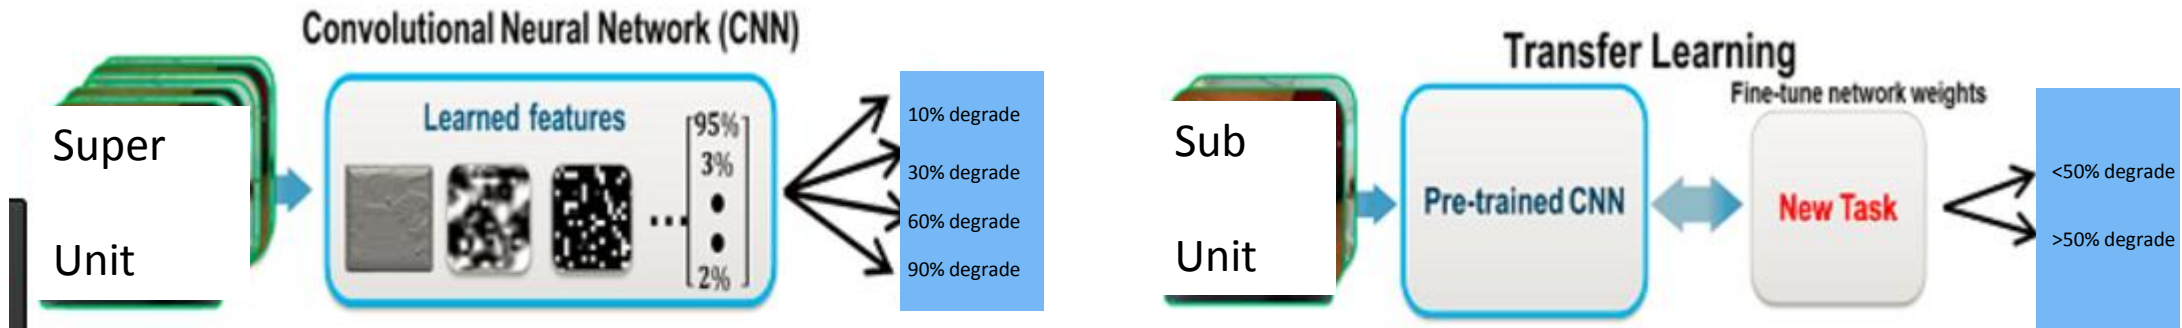 Convolutional Neural Network (CNN)
Super
Unit
Learned features
95%
3%
2%
10% degrade
30% degrade
60% degrade
90% degrade
Transfer Learning
Sub
Unit
Pre-trained CNN
Fine-tune network weights
New Task
<50% degrade
>50% degrade